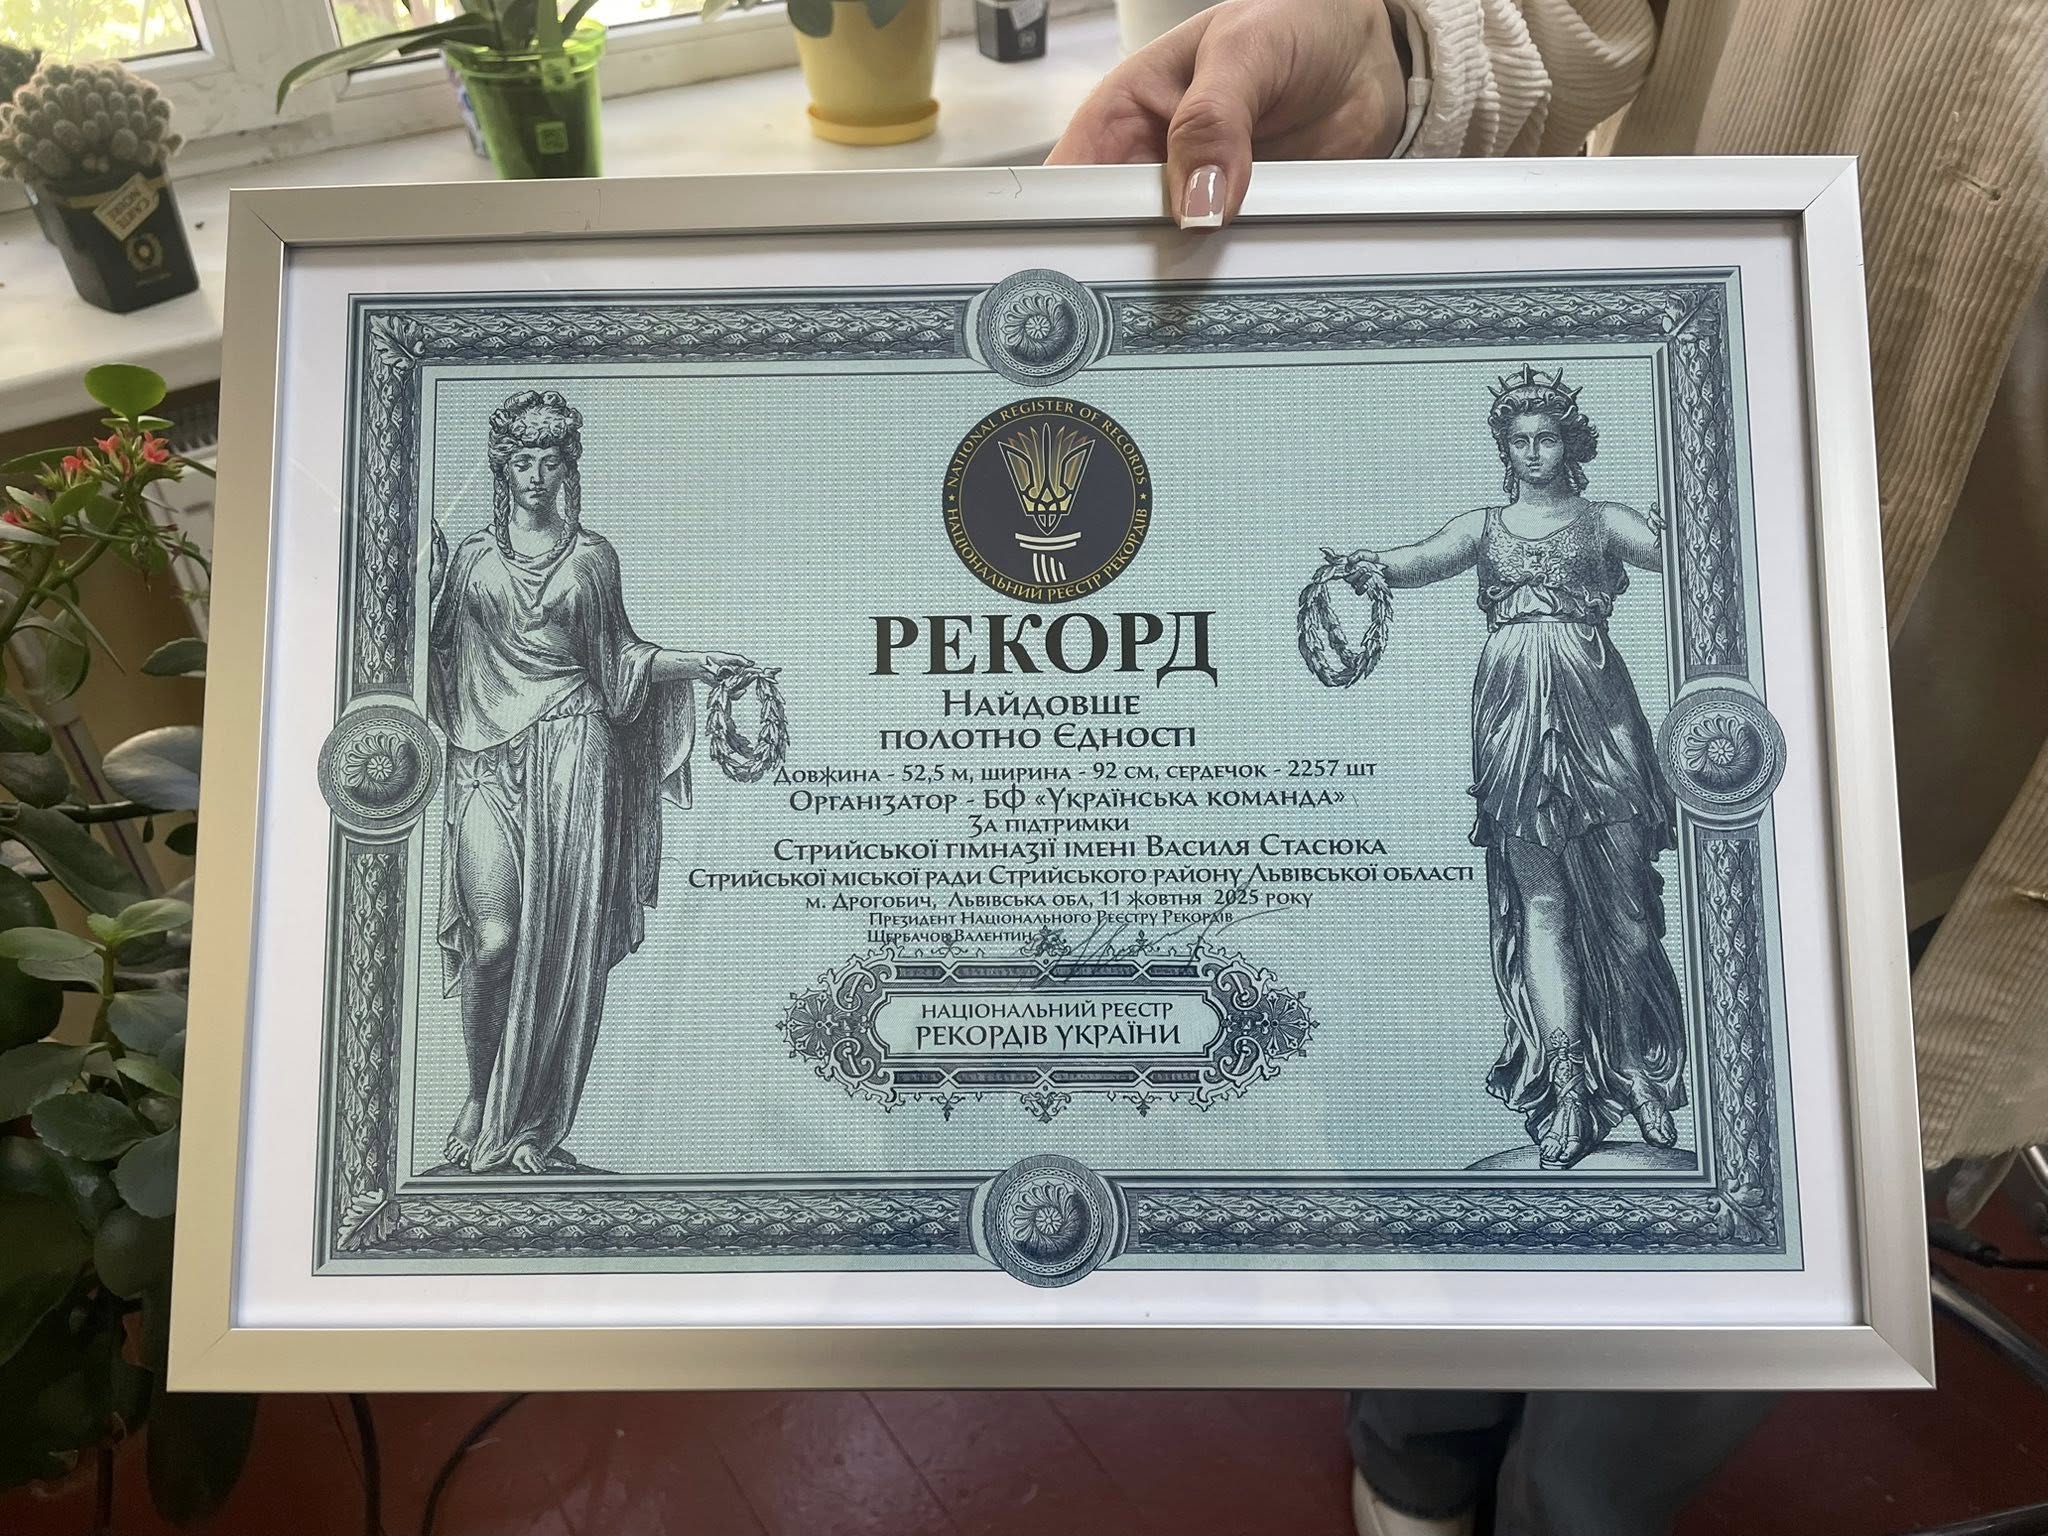 NATIONAL REGISTER OF RECORDS
НАЦІОНАЛЬНИЙ РЕЄСТР РЕКОРДІВ
РЕКОРД
Найдовше
полотно Єдності
Довжина - 52,5 м, ширина - 92 см, сердечок - 2257 шт
Організатор - БФ «Українська команда»
За підтримки
Стрийської гімназії імені Василя Стасюка
Стрийської міської ради Стрийського району Львівської області
м. Дрогобич, Львівська обл, 11 жовтня 2025 року
Президент Національного Реєстру Рекордів
Щербачов Валентин
НАЦІОНАЛЬНИЙ РЕЄСТР
РЕКОРДІВ УКРАЇНИ